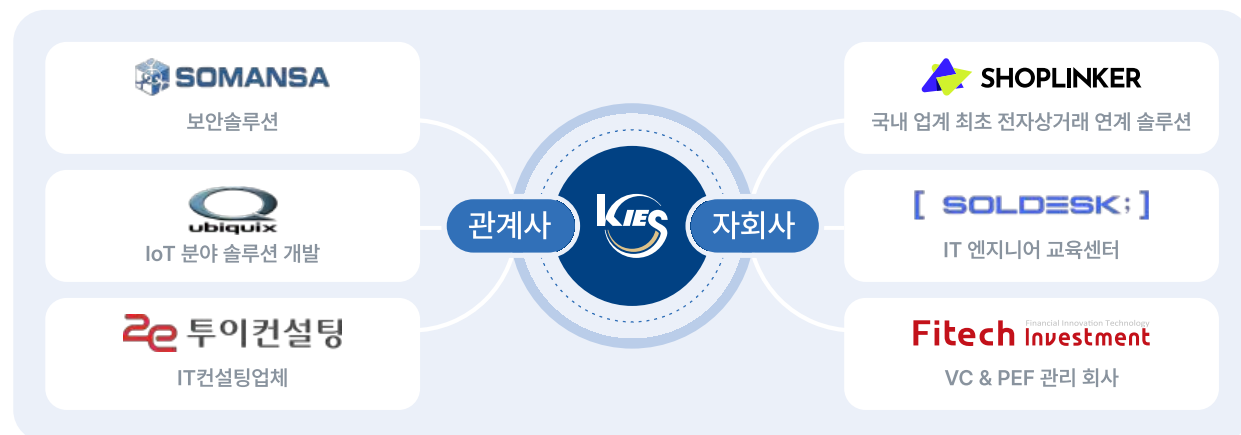 SOMANSA
보안솔루션
ubiquix
IoT 분야 솔루션 개발
2e 투이컨설팅
IT컨설팅업체
관계사
KIES
자회사
SHOPLINKER
국내 업계 최초 전자상거래 연계 솔루션
[ SOLDESK; ]
IT 엔지니어 교육센터
Financial Innovation Technology
Fitech Investment
VC & PEF 관리 회사